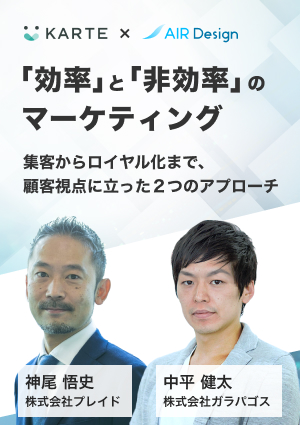 KARTE × AIR Design
「効率」と「非効率」の
マーケティング
集客からロイヤル化まで、
顧客視点に立った2つのアプローチ
神尾 悟史
株式会社プレイド
中平 健太
株式会社ガラパゴス